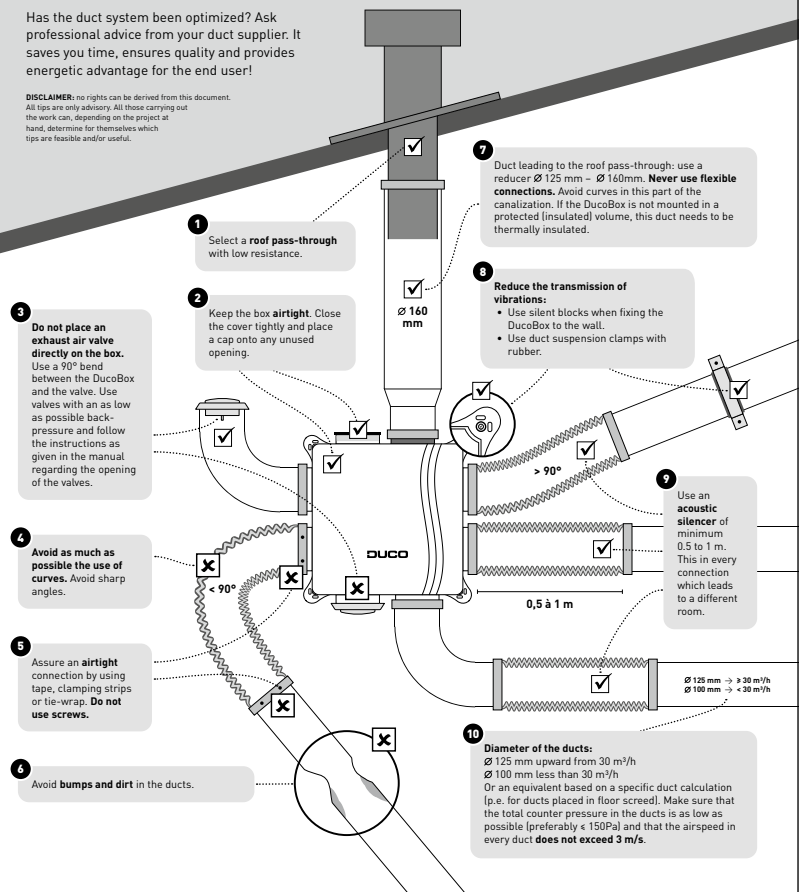 Has the duct system been optimized? Ask
professional advice from your duct supplier. It
saves you time, ensures quality and provides
energetic advantage for the end user!
DISCLAIMER: no rights can be derived from this document.
All tips are only advisory. All those carrying out
the work can, depending on the project at
hand, determine for themselves which
tips are feasible and/or useful.
1
Select a roof pass-through
with low resistance.
2
Keep the box airtight. Close
the cover tightly and place
a cap onto any unused
opening.
3
Do not place an
exhaust air valve
directly on the box.
Use a 90° bend
between the DucoBox
and the valve. Use
valves with an as low
as possible back-
pressure and follow
the instructions as
given in the manual
regarding the opening
of the valves.
4
Avoid as much as
possible the use of
curves. Avoid sharp
angles.
5
Assure an airtight
connection by using
tape, clamping strips
or tie-wrap. Do not
use screws.
6
Avoid bumps and dirt in the ducts.
7
Duct leading to the roof pass-through: use a
reducer Ø 125 mm – Ø 160mm. Never use flexible
connections. Avoid curves in this part of the
canalization. If the DucoBox is not mounted in a
protected (insulated) volume, this duct needs to be
thermally insulated.
8
Reduce the transmission of
vibrations:
• Use silent blocks when fixing the
DucoBox to the wall.
• Use duct suspension clamps with
rubber.
9
Use an
acoustic
silencer of
minimum
0.5 to 1 m.
This in every
connection
which leads
to a different
room.
10
Diameter of the ducts:
Ø 125 mm upward from 30 m³/h
Ø 100 mm less than 30 m³/h
Or an equivalent based on a specific duct calculation
(p.e. for ducts placed in floor screed). Make sure that
the total counter pressure in the ducts is as low as
possible (preferably ≤ 150Pa) and that the airspeed in
every duct does not exceed 3 m/s.
Ø 160
mm
> 90°
< 90°
DUCO
0,5 à 1 m
Ø 125 mm → ≥ 30 m³/h
Ø 100 mm → < 30 m³/h